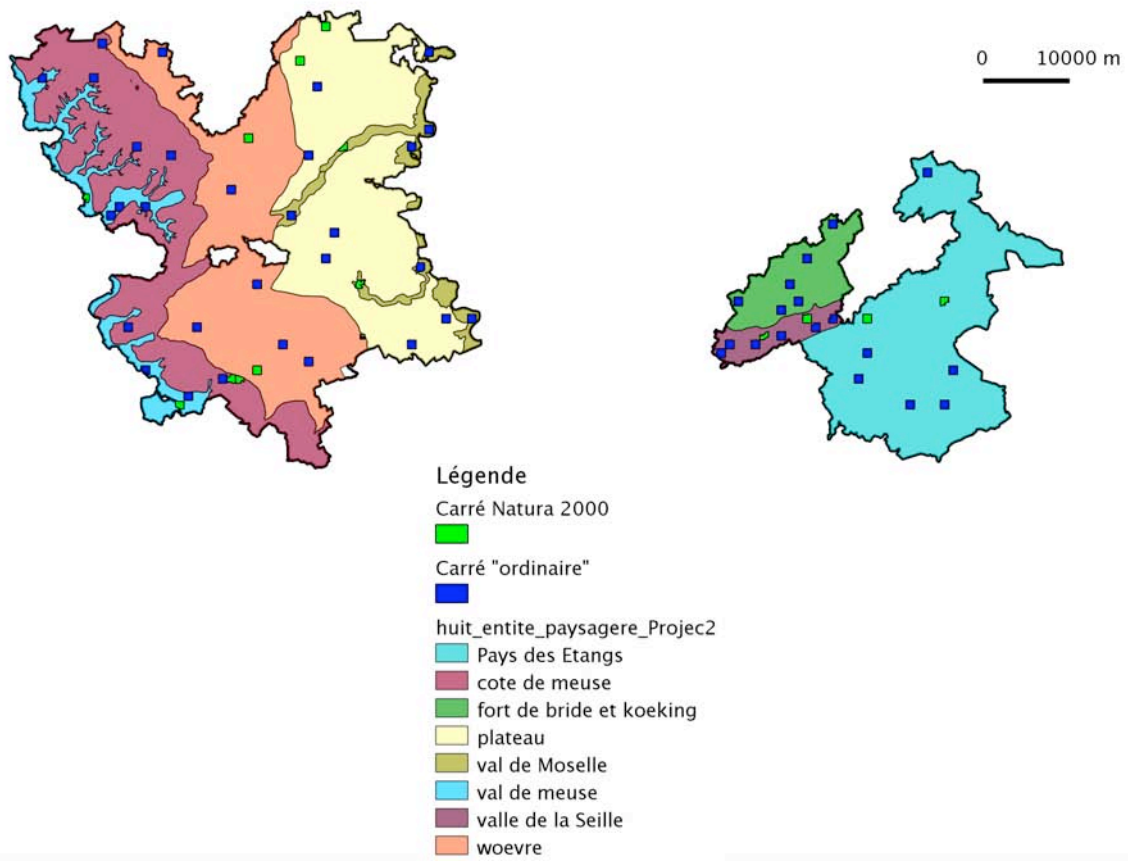 0 10000 m
Légende
Carré Natura 2000
Carré "ordinaire"
huit_entite_paysagere_Projec2
Pays des Etangs
cote de meuse
fort de bride et koeking
plateau
val de Moselle
val de meuse
valle de la Seille
woevre